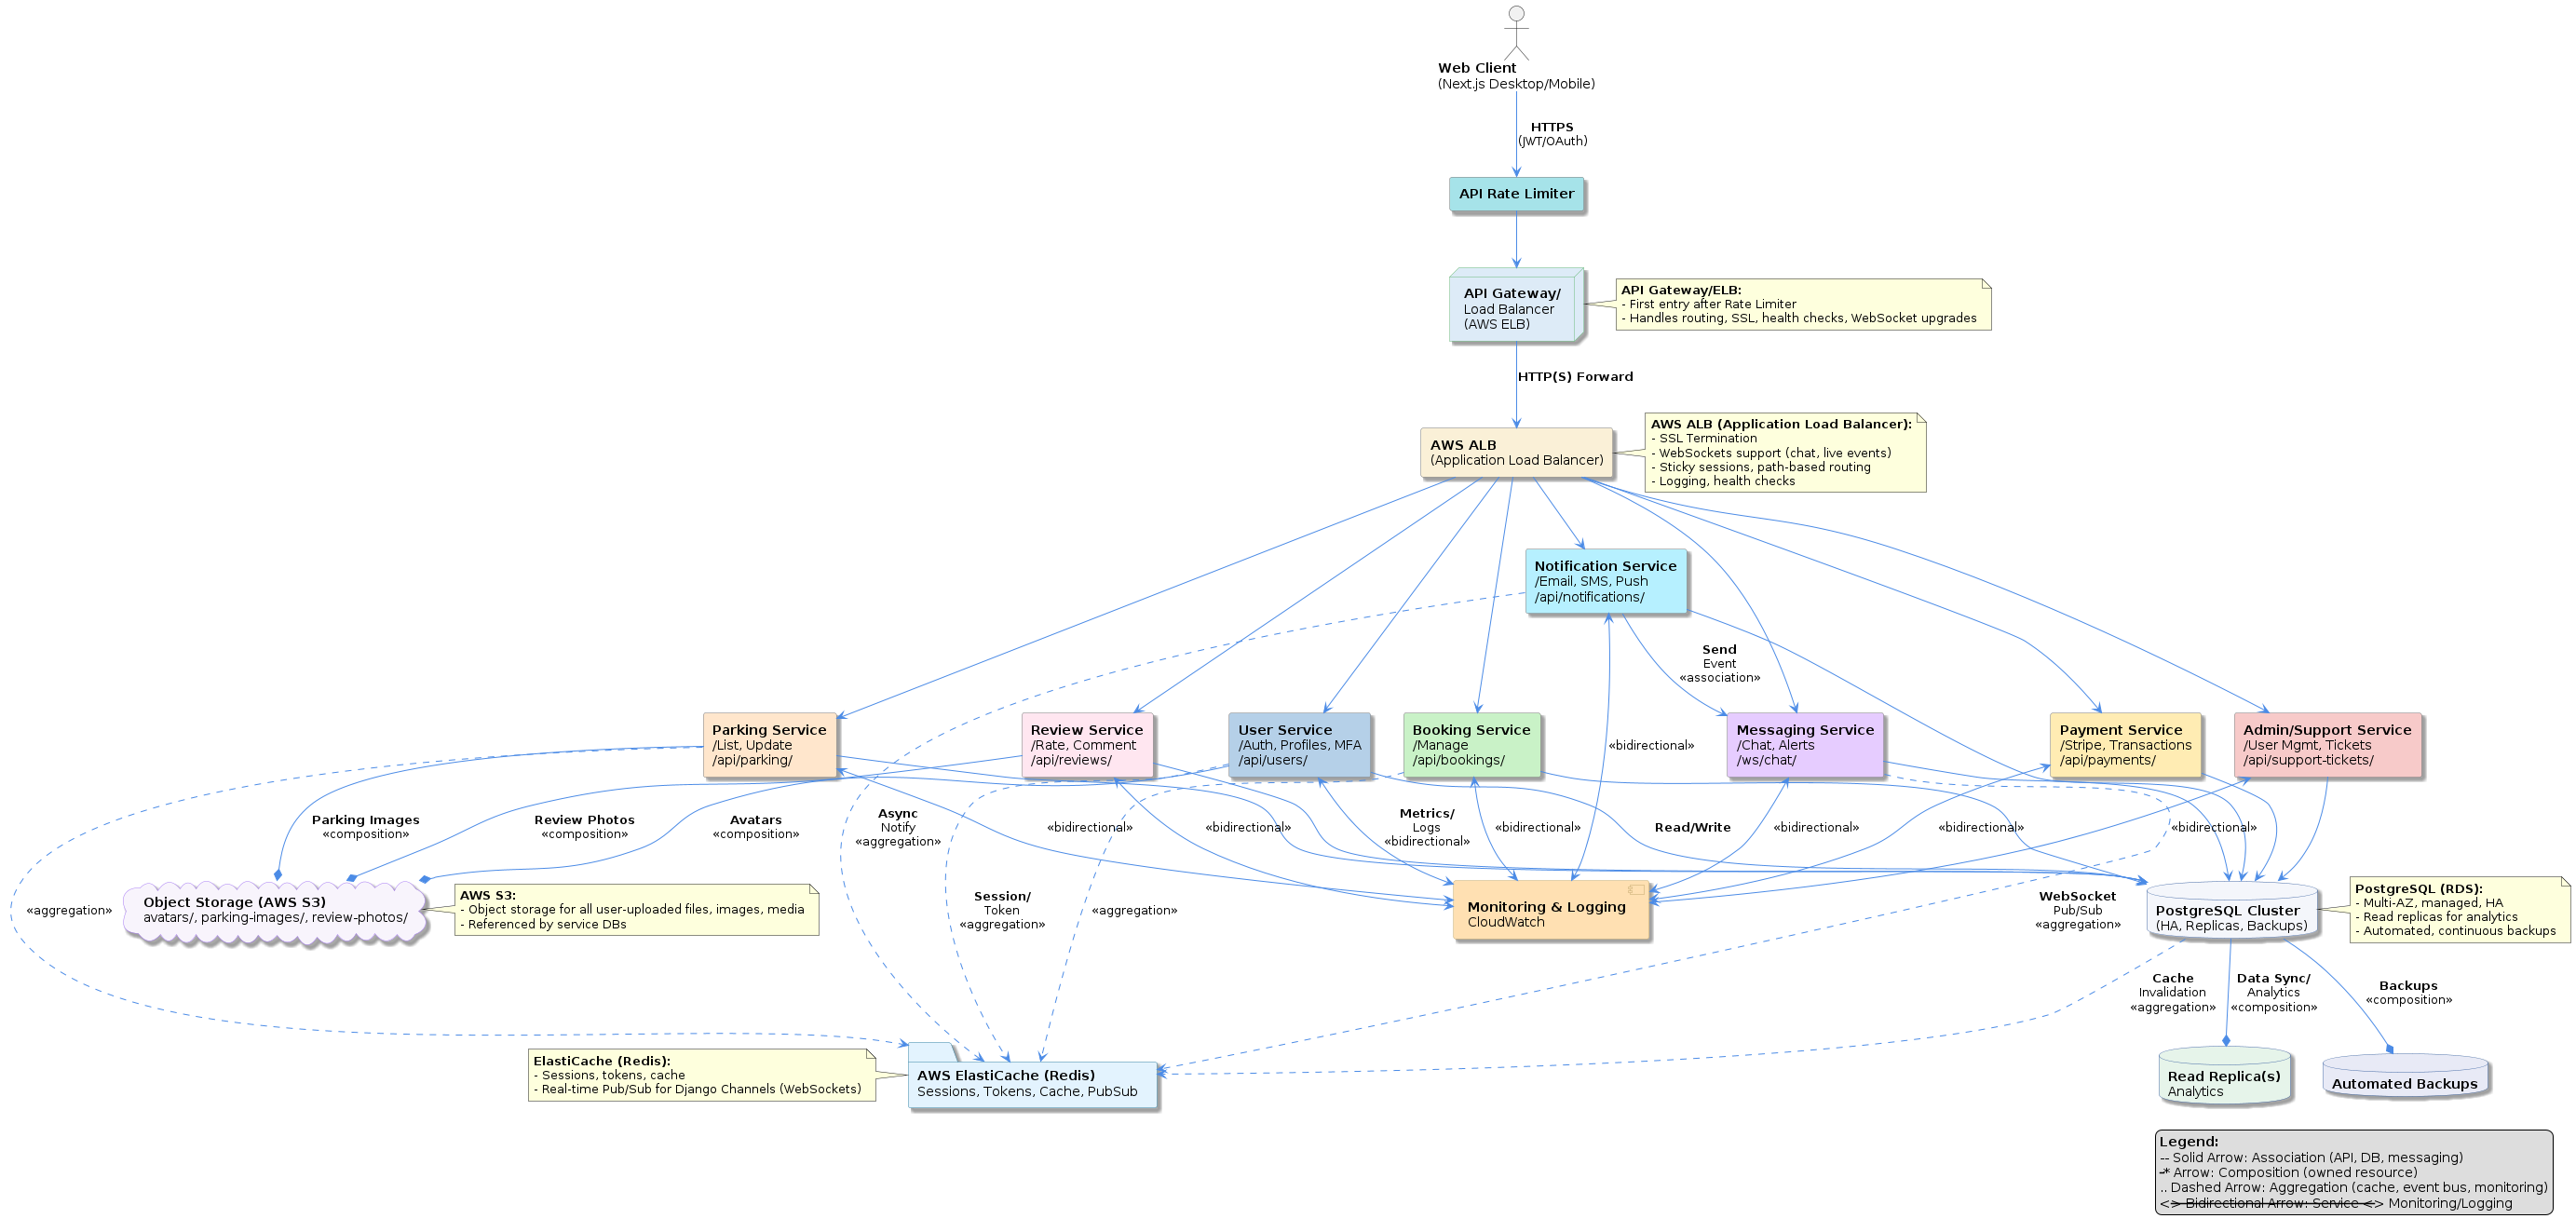 Web Client
(Next.js Desktop/Mobile)
HTTPS
(JWT/OAuth)
API Rate Limiter
API Gateway/
Load Balancer
(AWS ELB)
API Gateway/ELB:
- First entry after Rate Limiter
- Handles routing, SSL, health checks, WebSocket upgrades
HTTP(S) Forward
AWS ALB
(Application Load Balancer)
AWS ALB (Application Load Balancer):
- SSL Termination
- WebSockets support (chat, live events)
- Sticky sessions, path-based routing
- Logging, health checks
Notification Service
/Email, SMS, Push
/api/notifications/
Send
Event
«association»
«bidirectional»
Parking Service
/List, Update
/api/parking/
Review Service
/Rate, Comment
/api/reviews/
User Service
/Auth, Profiles, MFA
/api/users/
Booking Service
/Manage
/api/bookings/
Messaging Service
/Chat, Alerts
/ws/chat/
Payment Service
/Stripe, Transactions
/api/payments/
Admin/Support Service
/User Mgmt, Tickets
/api/support-tickets/
Parking Images
«composition»
Review Photos
«composition»
Avatars
«composition»
Async
Notify
«aggregation»
«bidirectional»
«bidirectional»
Metrics/
Logs
«bidirectional»
«bidirectional»
Read/Write
«bidirectional»
«bidirectional»
«bidirectional»
«aggregation»
Object Storage (AWS S3)
avatars/, parking-images/, review-photos/
AWS S3:
- Object storage for all user-uploaded files, images, media
- Referenced by service DBs
Session/
Token
«aggregation»
«aggregation»
Monitoring & Logging
CloudWatch
WebSocket
Pub/Sub
«aggregation»
PostgreSQL Cluster
(HA, Replicas, Backups)
PostgreSQL (RDS):
- Multi-AZ, managed, HA
- Read replicas for analytics
- Automated, continuous backups
Cache
Invalidation
«aggregation»
Data Sync/
Analytics
«composition»
Backups
«composition»
ElastiCache (Redis):
- Sessions, tokens, cache
- Real-time Pub/Sub for Django Channels (WebSockets)
AWS ElastiCache (Redis)
Sessions, Tokens, Cache, PubSub
Read Replica(s)
Analytics
Automated Backups
Legend:
-- Solid Arrow: Association (API, DB, messaging)
-* Arrow: Composition (owned resource)
.. Dashed Arrow: Aggregation (cache, event bus, monitoring)
<> Bidirectional Arrow: Service <> Monitoring/Logging